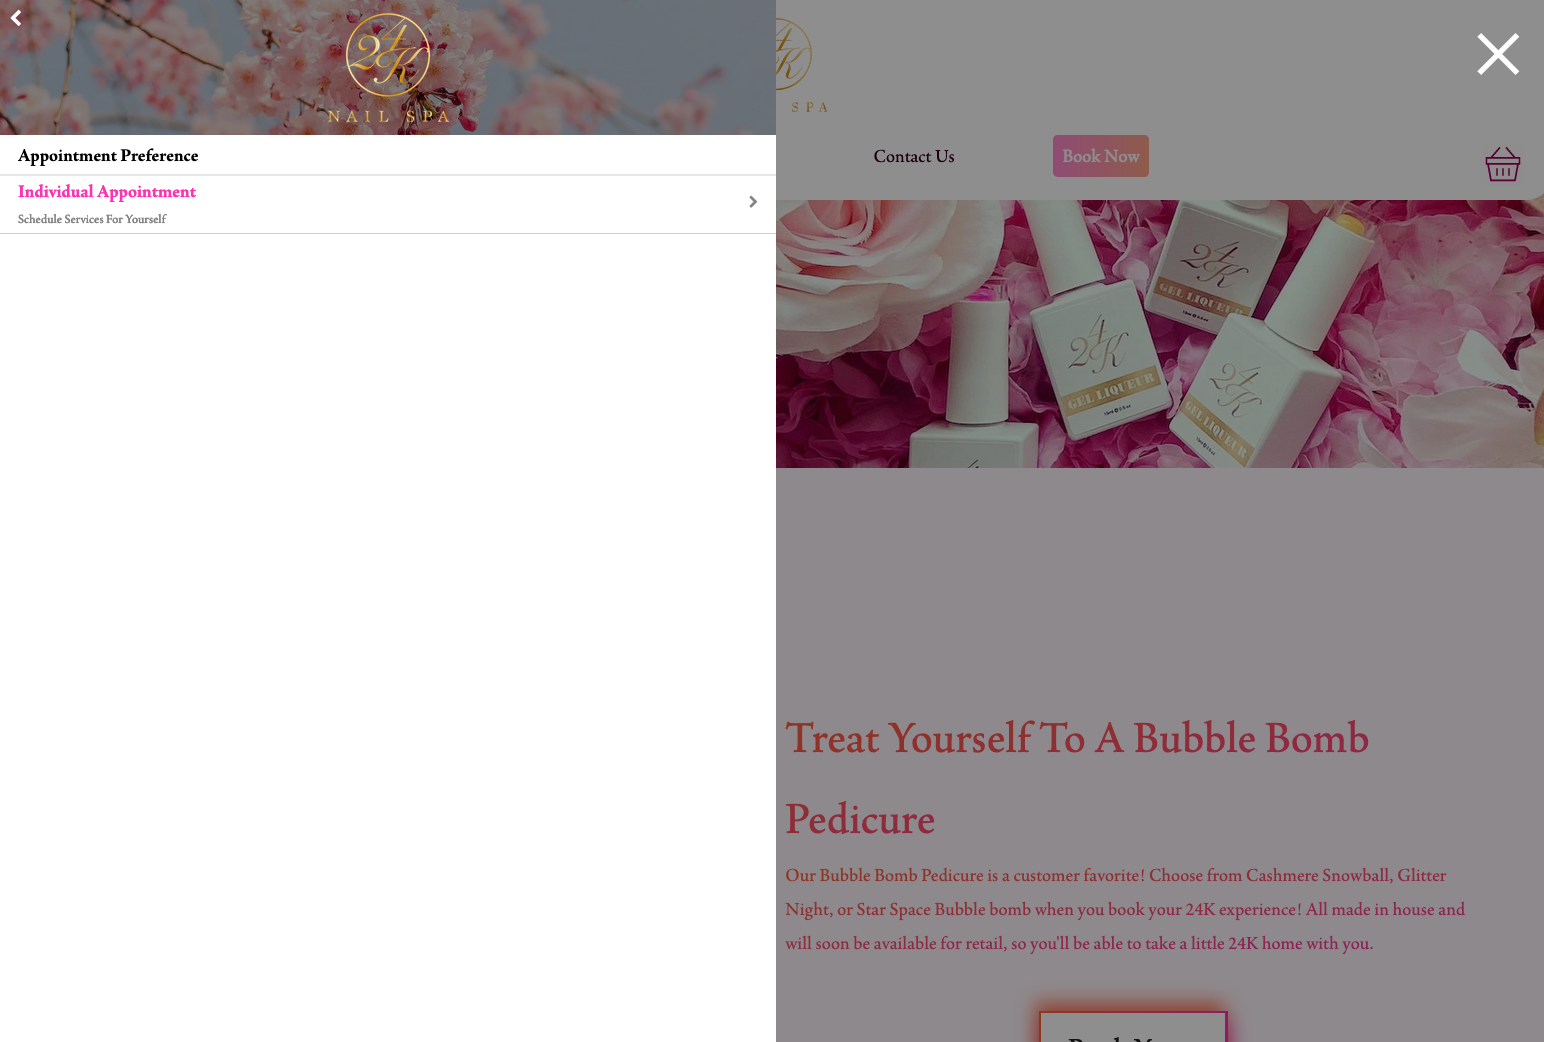 24K
NAIL SPA
Appointment Preference
Individual Appointment
Schedule Services For Yourself
SPA
Contact Us
Book Now
24K
GEL LIQUEUR
24K
GEL LIQUEUR
24K
GEL LIQUEUR
Treat Yourself To A Bubble Bomb
Pedicure
Our Bubble Bomb Pedicure is a customer favorite! Choose from Cashmere Snowball, Glitter
Night, or Star Space Bubble bomb when you book your 24K experience! All made in house and
will soon be available for retail, so you'll be able to take a little 24K home with you.